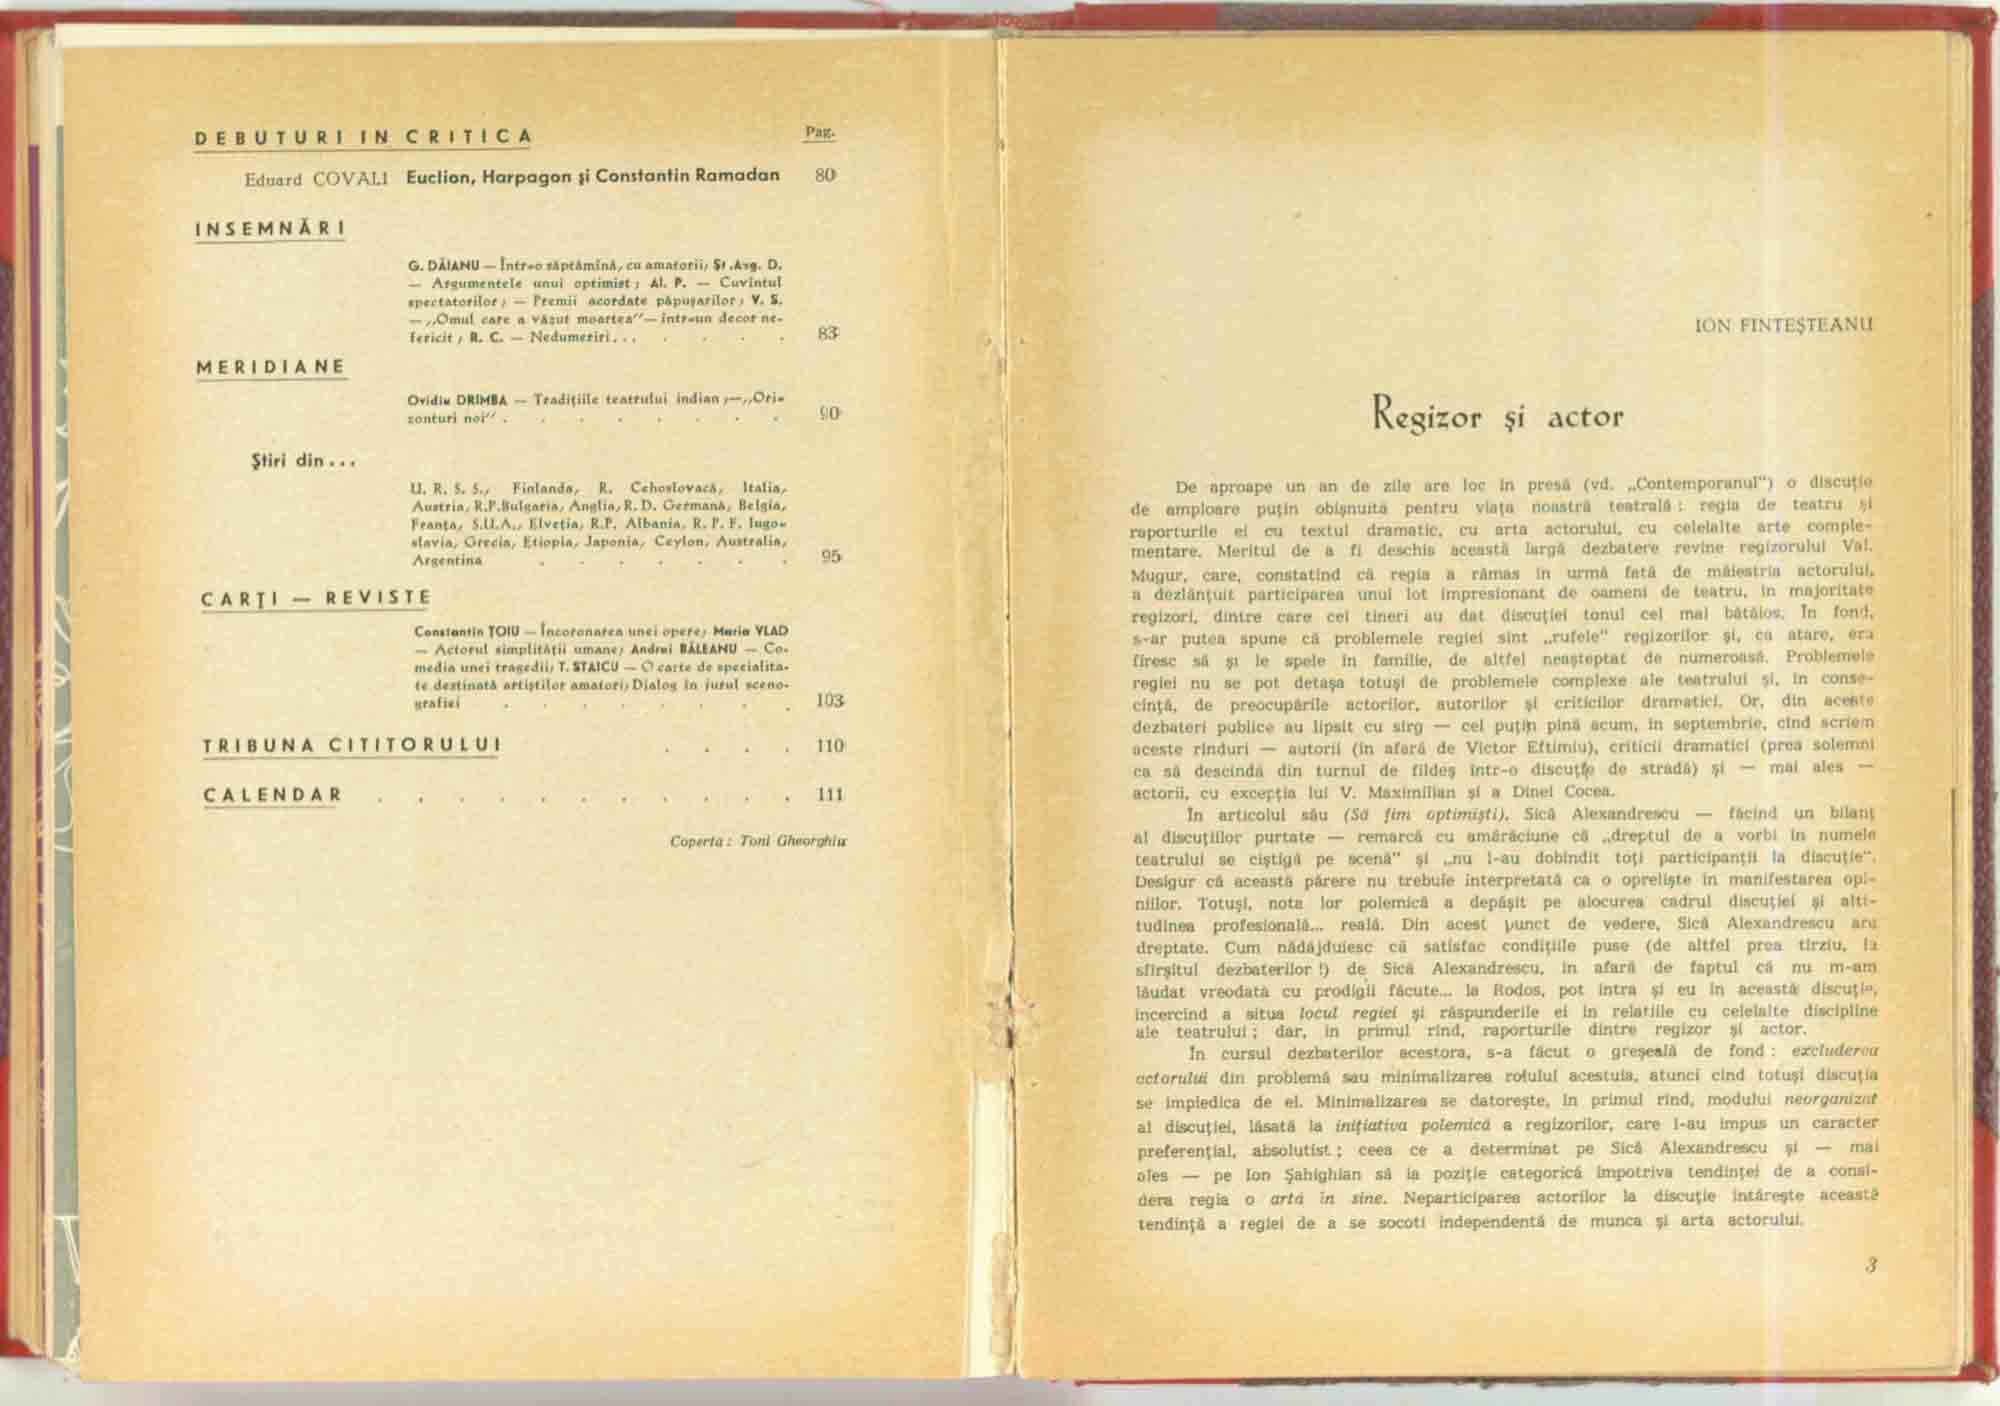 DEBUTURI IN CRITICA
Pag.
Eduard COVALI Euclion, Harpagon şi Constantin Ramadan 80
INSEMNĂRI
G. DĂIANU — Într-o săptămînă, cu amatorii; Şt .Aug. D.
— Argumentele unui optimist ; Al. P. — Cuvîntul
spectatorilor ; — Premii acordate păpuşarilor ; V. S.
— „Omul care a văzut moartea"— într-un decor ne-
fericit ; R. C. — Nedumeriri . . . . . . . 83
MERIDIANE
Ovidiu DRIMBA — Tradiţiile teatrului indian ;—„Ori-
zonturi noi" . . . . . . . . 90
Ştiri din . . .
U. R. S. S., Finlanda, R. Cehoslovacă, Italia,
Austria, R.P.Bulgaria, Anglia, R. D. Germană, Belgia,
Franţa, S.U.A., Elveţia, R.P. Albania, R. P. F. Iugo-
slavia, Grecia, Etiopia, Japonia, Ceylon, Australia,
Argentina . . . . . . . 95
CARŢI — REVISTE
Constantin ŢOIU — Încoronarea unei opere; Maria VLAD
— Actorul simplităţii umane; Andrei BĂLEANU — Co-
media unei tragedii; T. STAICU — O carte de specialita-
te destinată artiştilor amatori; Dialog în jurul sceno-
grafiei . . . . . . . . 103
TRIBUNA CITITORULUI . . . . 110
CALENDAR . . . . . . . . . . . 111
Coperta : Toni Gheorghiu
ION FINTEŞTEANU
Regizor şi actor
De aproape un an de zile are loc în presă (vd. „Contemporanul") o discuţie
de amploare puţin obişnuită pentru viaţa noastră teatrală : regia de teatru şi
raporturile ei cu textul dramatic, cu arta actorului, cu celelalte arte comple-
mentare. Meritul de a fi deschis această largă dezbatere revine regizorului Val.
Mugur, care, constatînd că regia a rămas în urmă faţă de măiestria actorului,
a dezlănţuit participarea unui lot impresionant de oameni de teatru, în majoritate
regizori, dintre care cei tineri au dat discuţiei tonul cel mai bătăios. În fond,
s-ar putea spune că problemele regiei sînt „rufele" regizorilor şi, ca atare, era
firesc să şi le spele în familie, de altfel neaşteptat de numeroasă. Problemele
regiei nu se pot detaşa totuşi de problemele complexe ale teatrului şi, în conse-
cinţă, de preocupările actorilor, autorilor şi criticilor dramatici. Or, din aceste
dezbateri publice au lipsit cu sîrg — cel puţin pînă acum, în septembrie, cînd scriem
aceste rînduri — autorii (în afară de Victor Eftimiu), criticii dramatici (prea solemni
ca să descindă din turnul de fildeş într-o discuţie de stradă) şi — mai ales —
actorii, cu excepţia lui V. Maximilian şi a Dinei Cocea.
În articolul său (Să fim optimişti), Sică Alexandrescu — făcînd un bilanţ
al discuţiilor purtate — remarcă cu amărăciune că „dreptul de a vorbi în numele
teatrului se cîştigă pe scenă" şi „nu l-au dobîndit toţi participanţii la discuţie".
Desigur că această părere nu trebuie interpretată ca o oprelişte în manifestarea opi-
niilor. Totuşi, nota lor polemică a depăşit pe alocurea cadrul discuţiei şi alti-
tudinea profesională... reală. Din acest punct de vedere, Sică Alexandrescu are
dreptate. Cum nădăjduiesc că satisfac condiţiile puse (de altfel prea tîrziu, la
sfîrşitul dezbaterilor !) de Sică Alexandrescu, în afară de faptul că nu m-am
lăudat vreodată cu prodigii făcute... la Rodos, pot intra şi eu în această discuţie,
încercînd a situa locul regiei şi răspunderile ei în relaţiile cu celelalte discipline
ale teatrului ; dar, în primul rînd, raporturile dintre regizor şi actor.
În cursul dezbaterilor acestora, s-a făcut o greşeală de fond : excluderea
actorului din problemă sau minimalizarea rolului acestuia, atunci cînd totuşi discuţia
se împiedica de el. Minimalizarea se datoreşte, în primul rînd, modului neorganizat
al discuţiei, lăsată la iniţiativa polemică a regizorilor, care i-au impus un caracter
preferenţial, absolutist ; ceea ce a determinat pe Sică Alexandrescu şi — mai
ales — pe Ion Şahighian să ia poziţie categorică împotriva tendinţei de a consi-
dera regia o artă în sine. Neparticiparea actorilor la discuţie întăreşte această
tendinţă a regiei de a se socoti independentă de munca şi arta actorului.
3